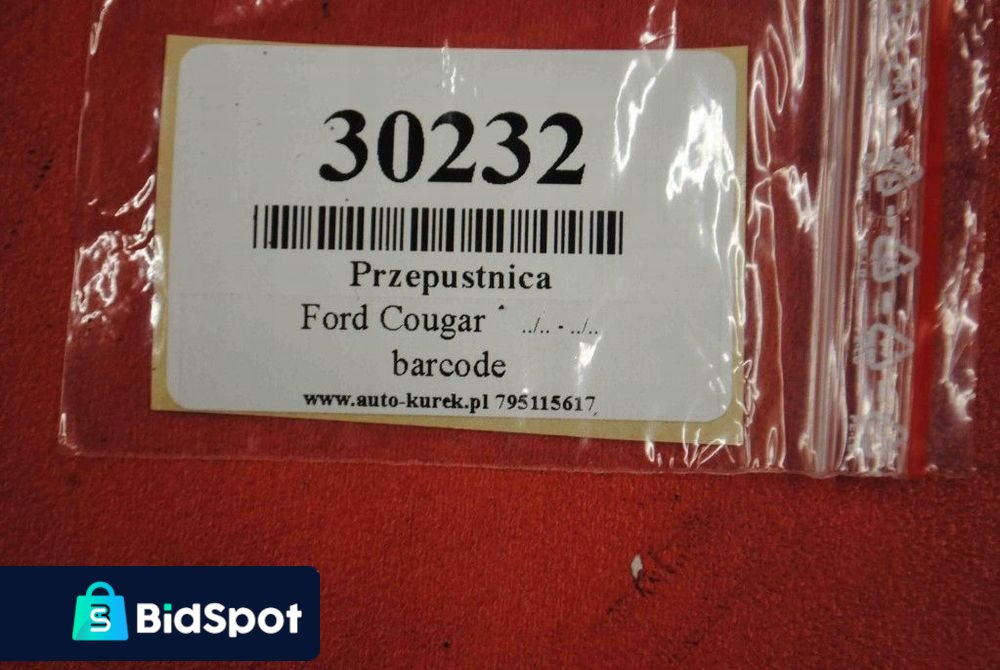 30232
Przepustnica
Ford Cougar ../.. - ../..
barcode
www.auto-kurek.pl 795115617
BidSpot